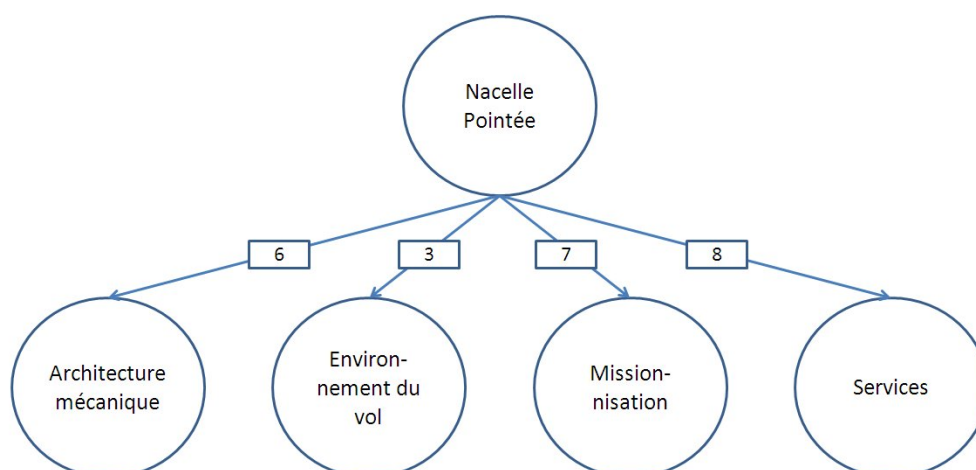 Nacelle
Pointée
6
3
7
8
Architecture
mécanique
Environ-
nement du
vol
Mission-
nisation
Services